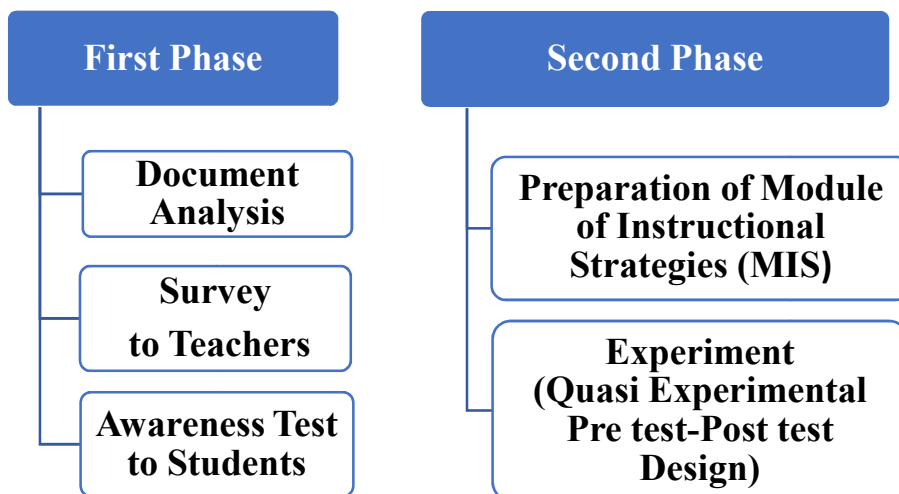 First Phase
Document
Analysis
Survey
to Teachers
Awareness Test
to Students
Second Phase
Preparation of Module
of Instructional
Strategies (MIS)
Experiment
(Quasi Experimental
Pre test-Post test
Design)